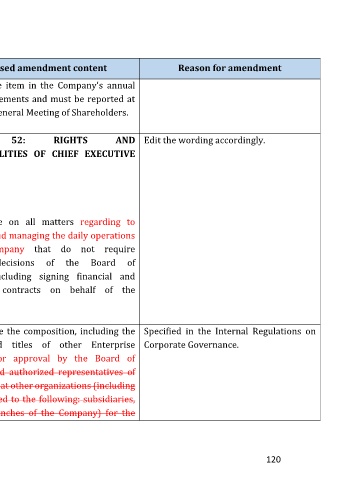 sed amendment content
Reason for amendment
e item in the Company's annual
ements and must be reported at
eneral Meeting of Shareholders.
52: RIGHTS AND
LITIES OF CHIEF EXECUTIVE
Edit the wording accordingly.
e on all matters regarding to
nd managing the daily operations
mpany that do not require
decisions of the Board of
cluding signing financial and
contracts on behalf of the
e the composition, including the
d titles of other Enterprise
or approval by the Board of
d authorized representatives of
at other organizations (including
ed to the following: subsidiaries,
nches of the Company) for the
Specified in the Internal Regulations on
Corporate Governance.
120